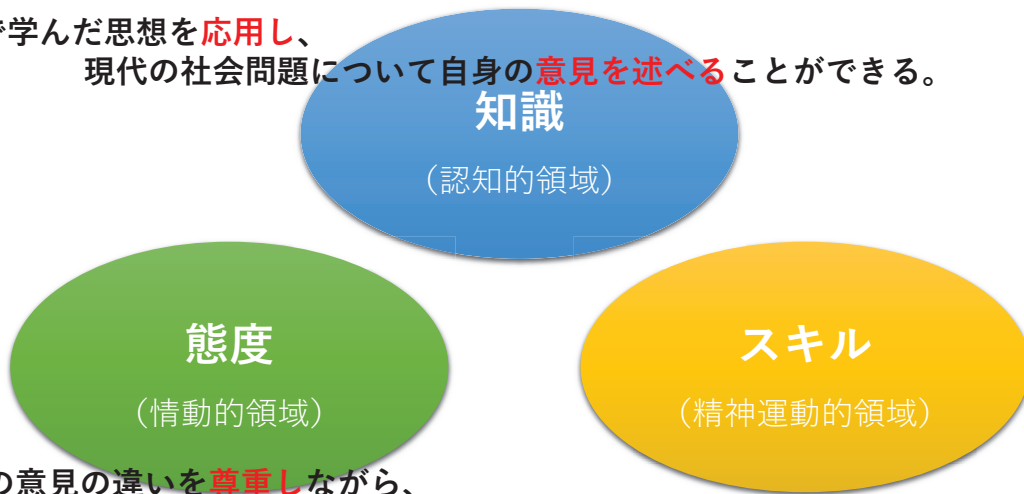 で学んだ思想を応用し、
現代の社会問題について自身の意見を述べることができる。
知識
（認知的領域）
態度
（情動的領域）
スキル
（精神運動的領域）
の意見の違いを尊重しながら、